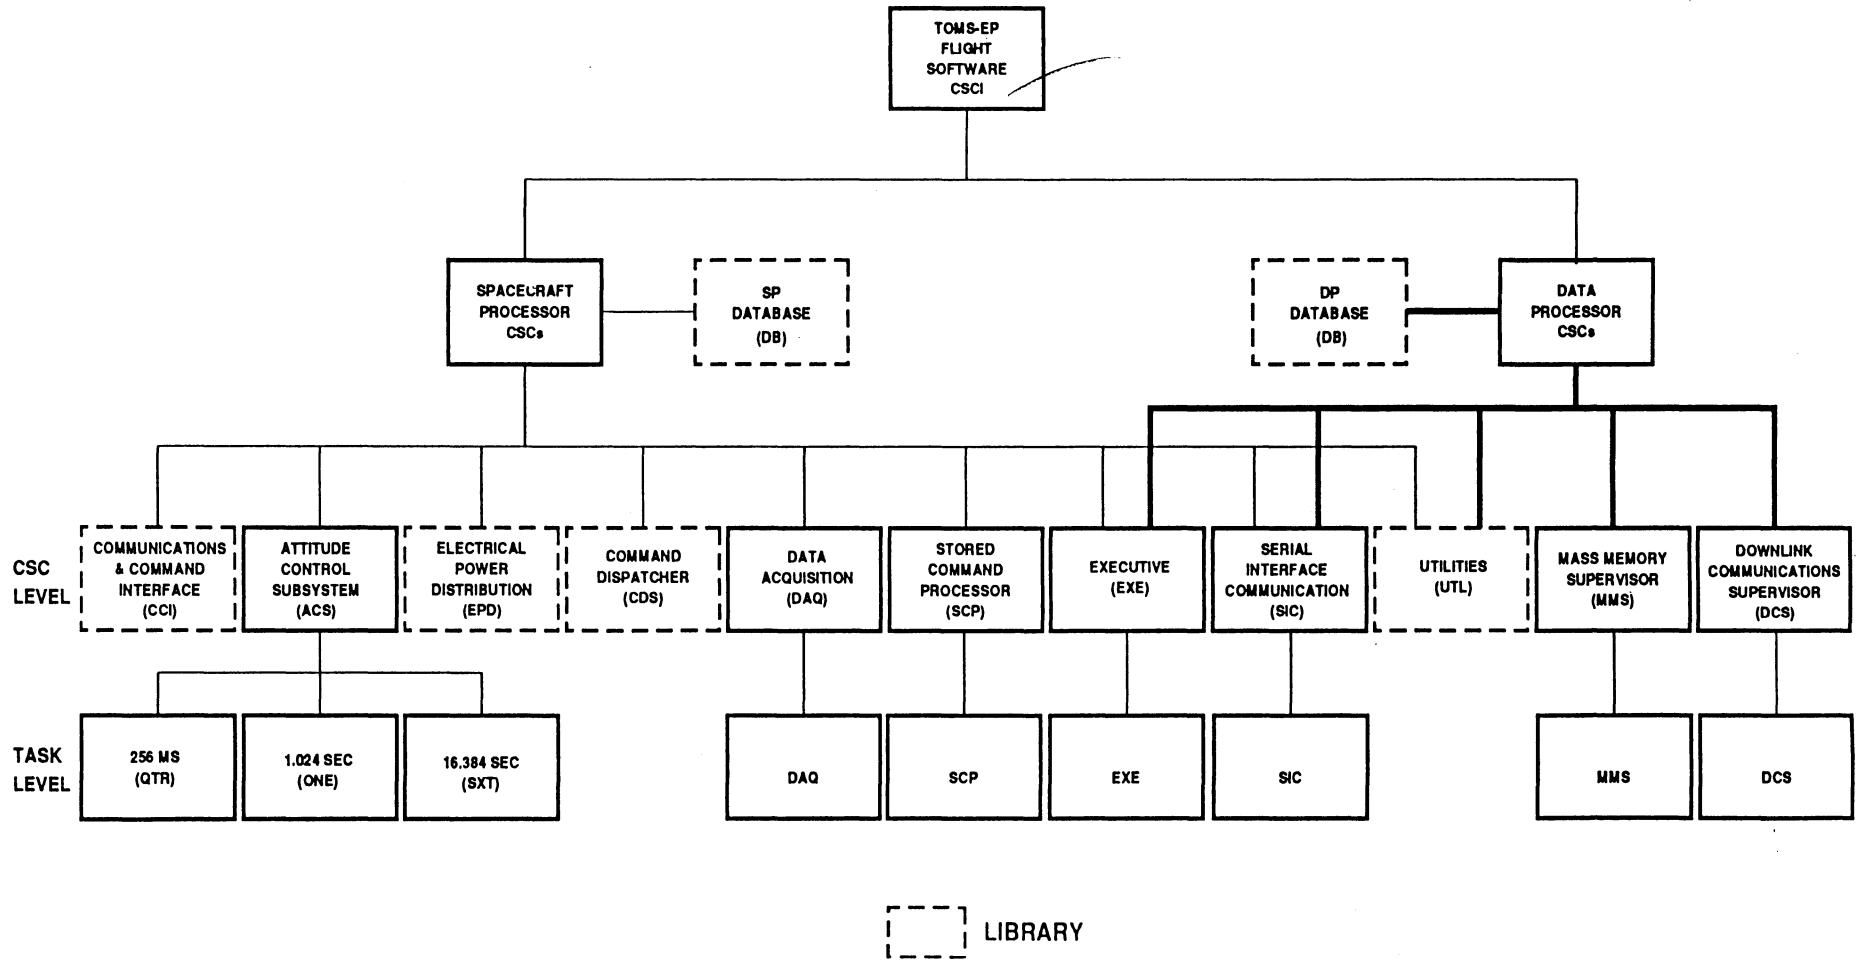 TOMS-EP
FLIGHT
SOFTWARE
CSCI
SPACECRAFT
PROCESSOR
CSCs
SP
DATABASE
(DB)
DP
DATABASE
(DB)
DATA
PROCESSOR
CSCs
CSC
LEVEL
COMMUNICATIONS
& COMMAND
INTERFACE
(CCI)
ATTITUDE
CONTROL
SUBSYSTEM
(ACS)
ELECTRICAL
POWER
DISTRIBUTION
(EPD)
COMMAND
DISPATCHER
(CDS)
DATA
ACQUISITION
(DAQ)
STORED
COMMAND
PROCESSOR
(SCP)
EXECUTIVE
(EXE)
SERIAL
INTERFACE
COMMUNICATION
(SIC)
UTILITIES
(UTL)
MASS MEMORY
SUPERVISOR
(MMS)
DOWNLINK
COMMUNICATIONS
SUPERVISOR
(DCS)
TASK
LEVEL
256 MS
(QTR)
1.024 SEC
(ONE)
16.384 SEC
(SXT)
DAQ
SCP
EXE
SIC
MMS
DCS
LIBRARY